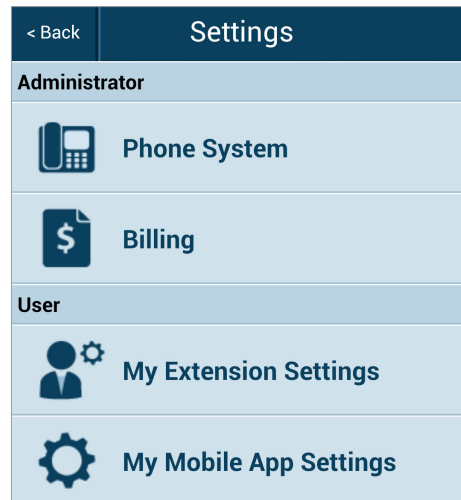 < Back
Settings
Administrator
Phone System
$
Billing
User
My Extension Settings
My Mobile App Settings